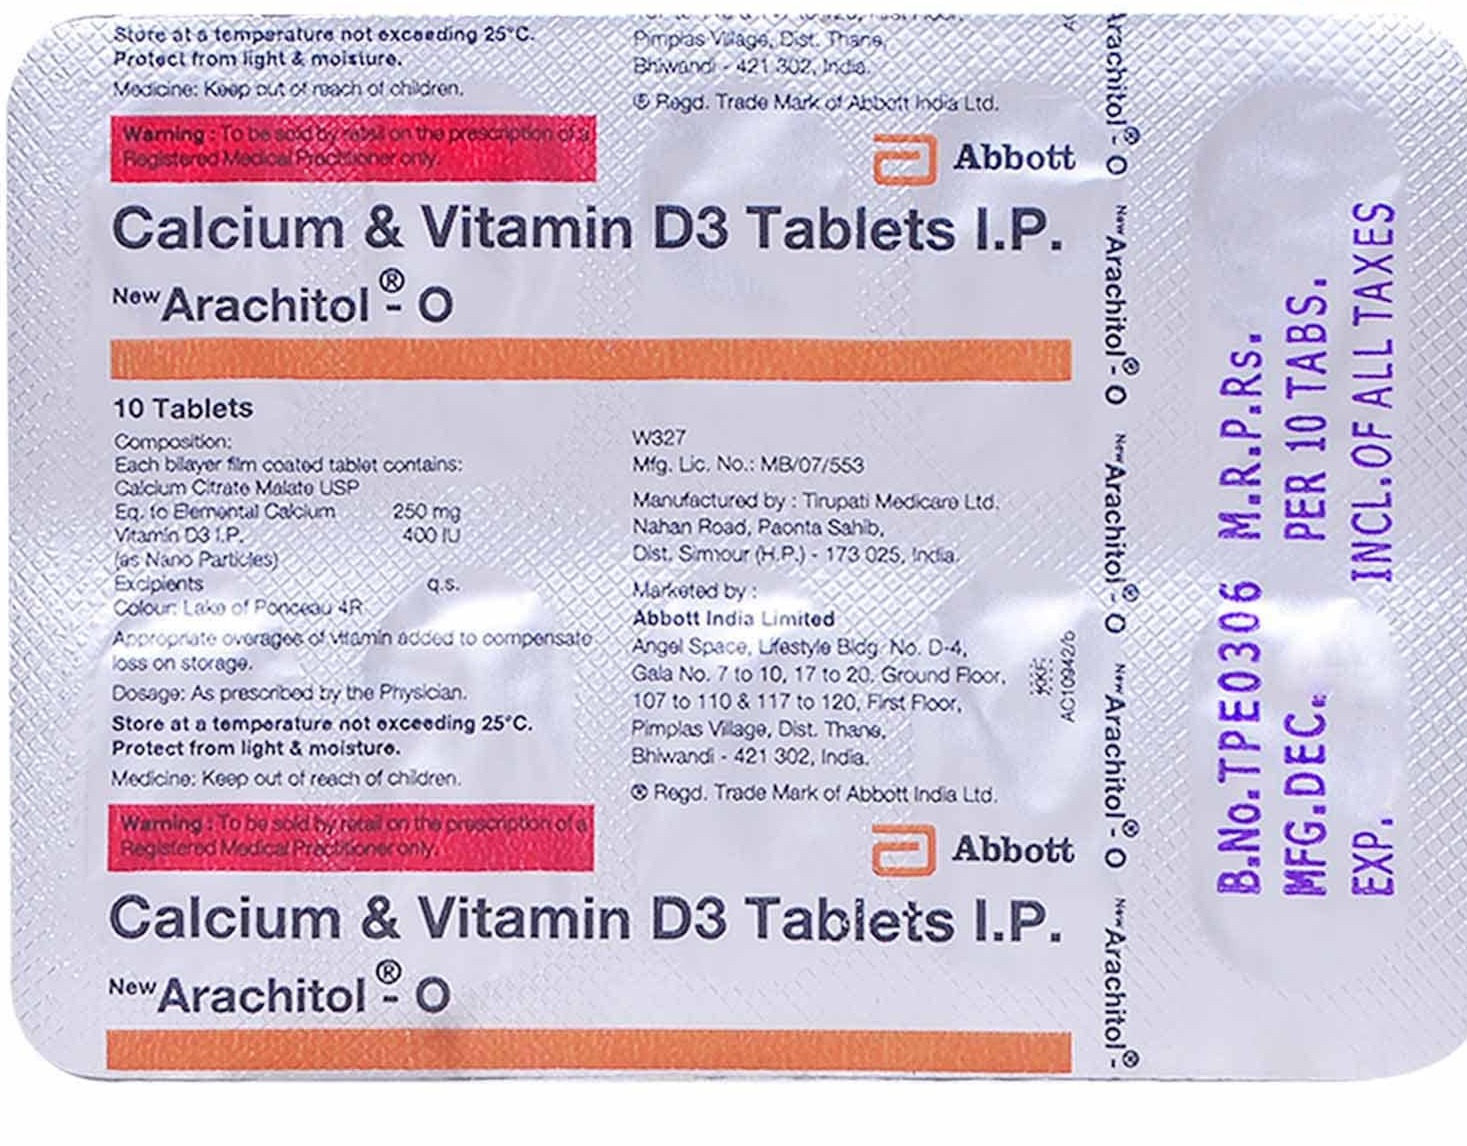 Store at a temperature not exceeding 25°C.
Protect from light & moisture.
Medicine: Keep out of reach of children.
Warning : To be sold by retail on the prescription of a
Registered Medical Practitioner only.
Pimplas Village, Dist. Thane,
Bhiwandi - 421 302, India.
® Regd. Trade Mark of Abbott India Ltd.
Abbott
Calcium & Vitamin D3 Tablets I.P.
New Arachitol® - O
10 Tablets
Composition:
Each bilayer film coated tablet contains:
Calcium Citrate Malate USP
Eq. to Elemental Calcium 250 mg
Vitamin D3 I.P. 400 IU
(as Nano Particles)
Excipients q.s.
Colour: Lake of Ponceau 4R
Appropriate overages of vitamin added to compensate
loss on storage.
Dosage: As prescribed by the Physician.
Store at a temperature not exceeding 25°C.
Protect from light & moisture.
Medicine: Keep out of reach of children.
Warning : To be sold by retail on the prescription of a
Registered Medical Practitioner only.
W327
Mfg. Lic. No.: MB/07/553
Manufactured by : Tirupati Medicare Ltd.
Nahan Road, Paonta Sahib,
Dist. Sirmour (H.P.) - 173 025, India.
Marketed by :
Abbott India Limited
Angel Space, Lifestyle Bldg. No. D-4,
Gala No. 7 to 10, 17 to 20, Ground Floor,
107 to 110 & 117 to 120, First Floor,
Pimplas Village, Dist. Thane,
Bhiwandi - 421 302, India.
® Regd. Trade Mark of Abbott India Ltd.
Abbott
AC10942/6
Calcium & Vitamin D3 Tablets I.P.
New Arachitol® - O
Arachitol® - O
New Arachitol® - O
New Arachitol® - O
New Arachitol® - O
New Arachitol® -
B.No.TPE0306 M.R.P.Rs.
MFG.DEC. PER 10 TABS.
EXP. INCL.OF ALL TAXES